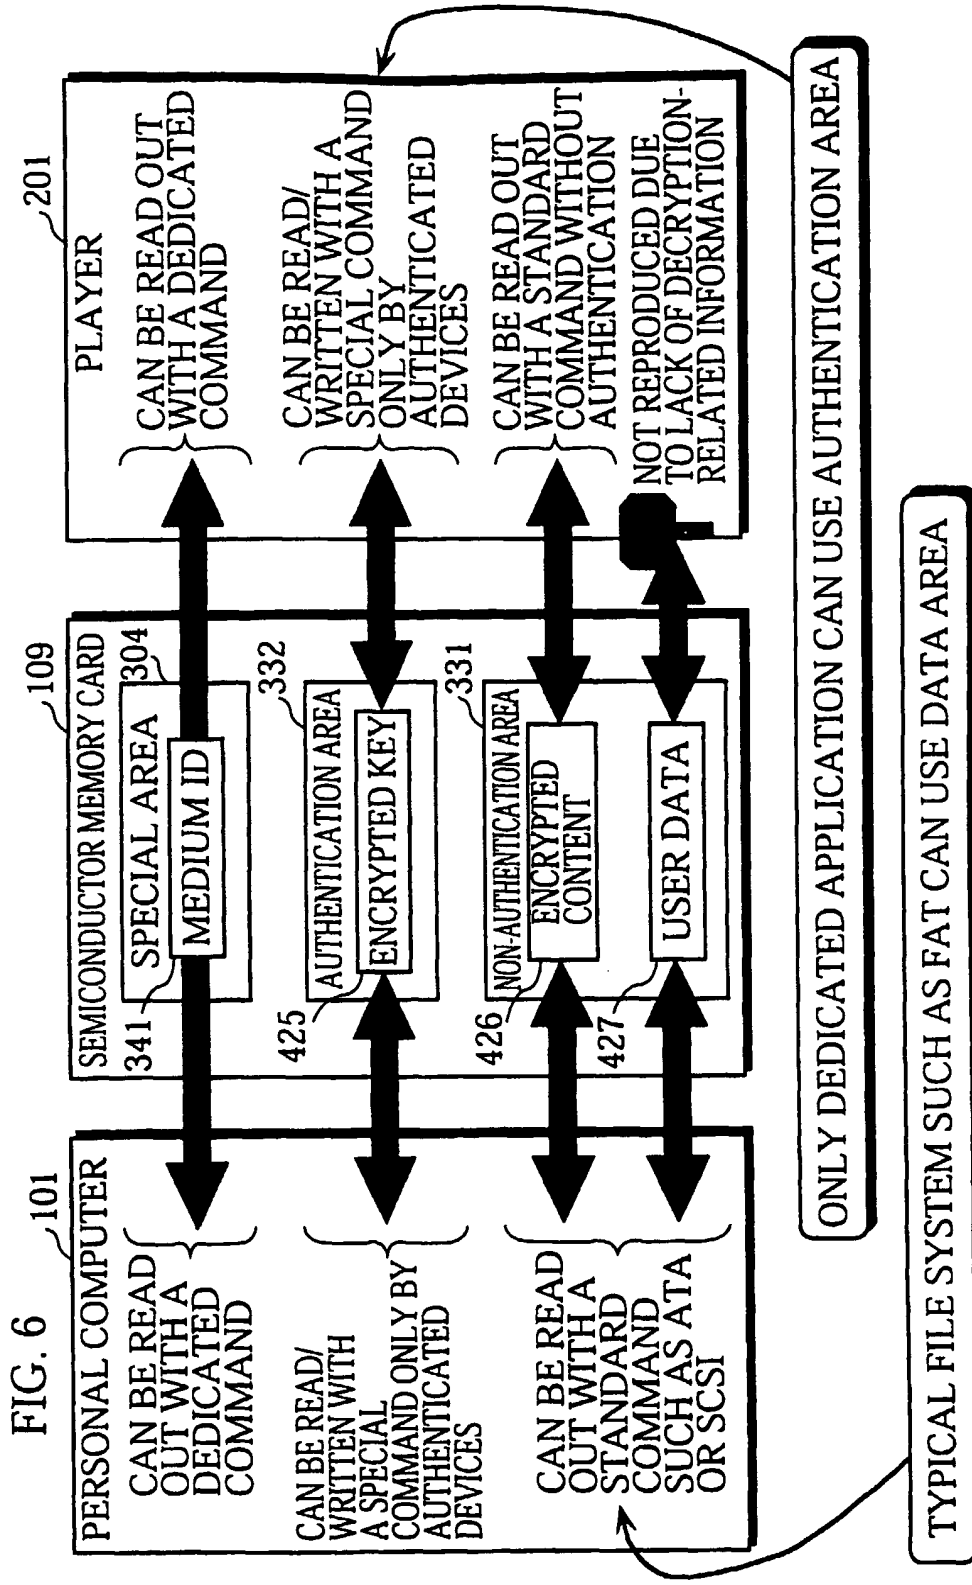 FIG. 6
PERSONAL COMPUTER
101
CAN BE READ
OUT WITH A
DEDICATED
COMMAND
CAN BE READ/
WRITTEN WITH
A SPECIAL
COMMAND ONLY BY
AUTHENTICATED
DEVICES
CAN BE READ
OUT WITH A
STANDARD
COMMAND
SUCH AS ATA
OR SCSI
SEMICONDUCTOR MEMORY CARD
109
SPECIAL AREA
304
341
MEDIUM ID
332
AUTHENTICATION AREA
425
ENCRYPTED KEY
331
NON-AUTHENTICATION AREA
426
ENCRYPTED
CONTENT
427
USER DATA
201
PLAYER
CAN BE READ OUT
WITH A DEDICATED
COMMAND
CAN BE READ/
WRITTEN WITH A
SPECIAL COMMAND
ONLY BY
AUTHENTICATED
DEVICES
CAN BE READ OUT
WITH A STANDARD
COMMAND WITHOUT
AUTHENTICATION
NOT REPRODUCED DUE
TO LACK OF DECRYPTION-
RELATED INFORMATION
ONLY DEDICATED APPLICATION CAN USE AUTHENTICATION AREA
TYPICAL FILE SYSTEM SUCH AS FAT CAN USE DATA AREA